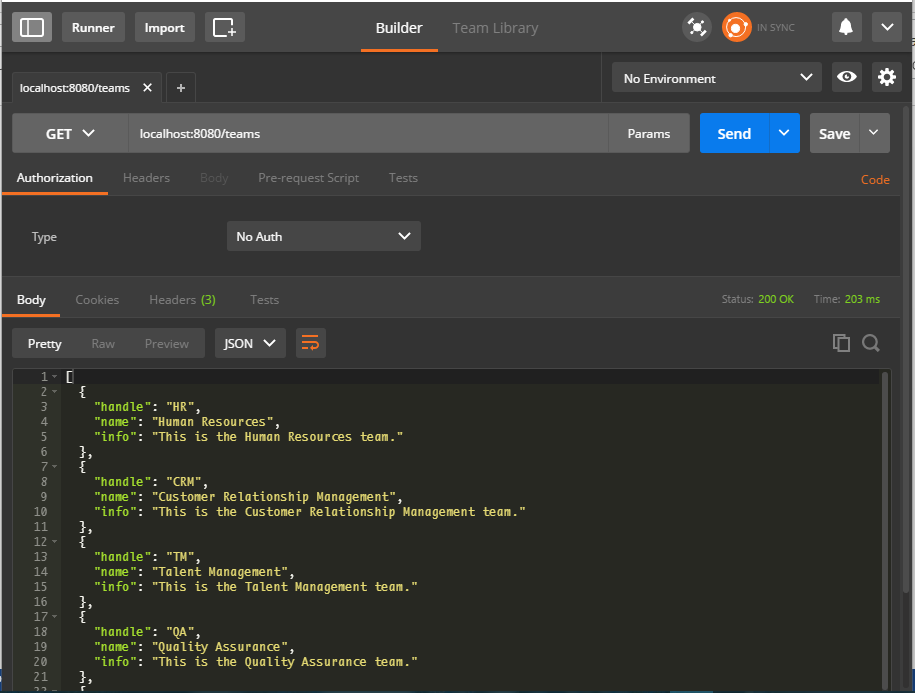 Runner Import Builder Team Library IN SYNC
localhost:8080/teams × + No Environment
GET localhost:8080/teams Params Send Save
Authorization Headers Body Pre-request Script Tests Code
Type No Auth
Body Cookies Headers (3) Tests Status: 200 OK Time: 203 ms
Pretty Raw Preview JSON
1 [
2 {
3 "handle": "HR",
4 "name": "Human Resources",
5 "info": "This is the Human Resources team."
6 },
7 {
8 "handle": "CRM",
9 "name": "Customer Relationship Management",
10 "info": "This is the Customer Relationship Management team."
11 },
12 {
13 "handle": "TM",
14 "name": "Talent Management",
15 "info": "This is the Talent Management team."
16 },
17 {
18 "handle": "QA",
19 "name": "Quality Assurance",
20 "info": "This is the Quality Assurance team."
21 },
22 {